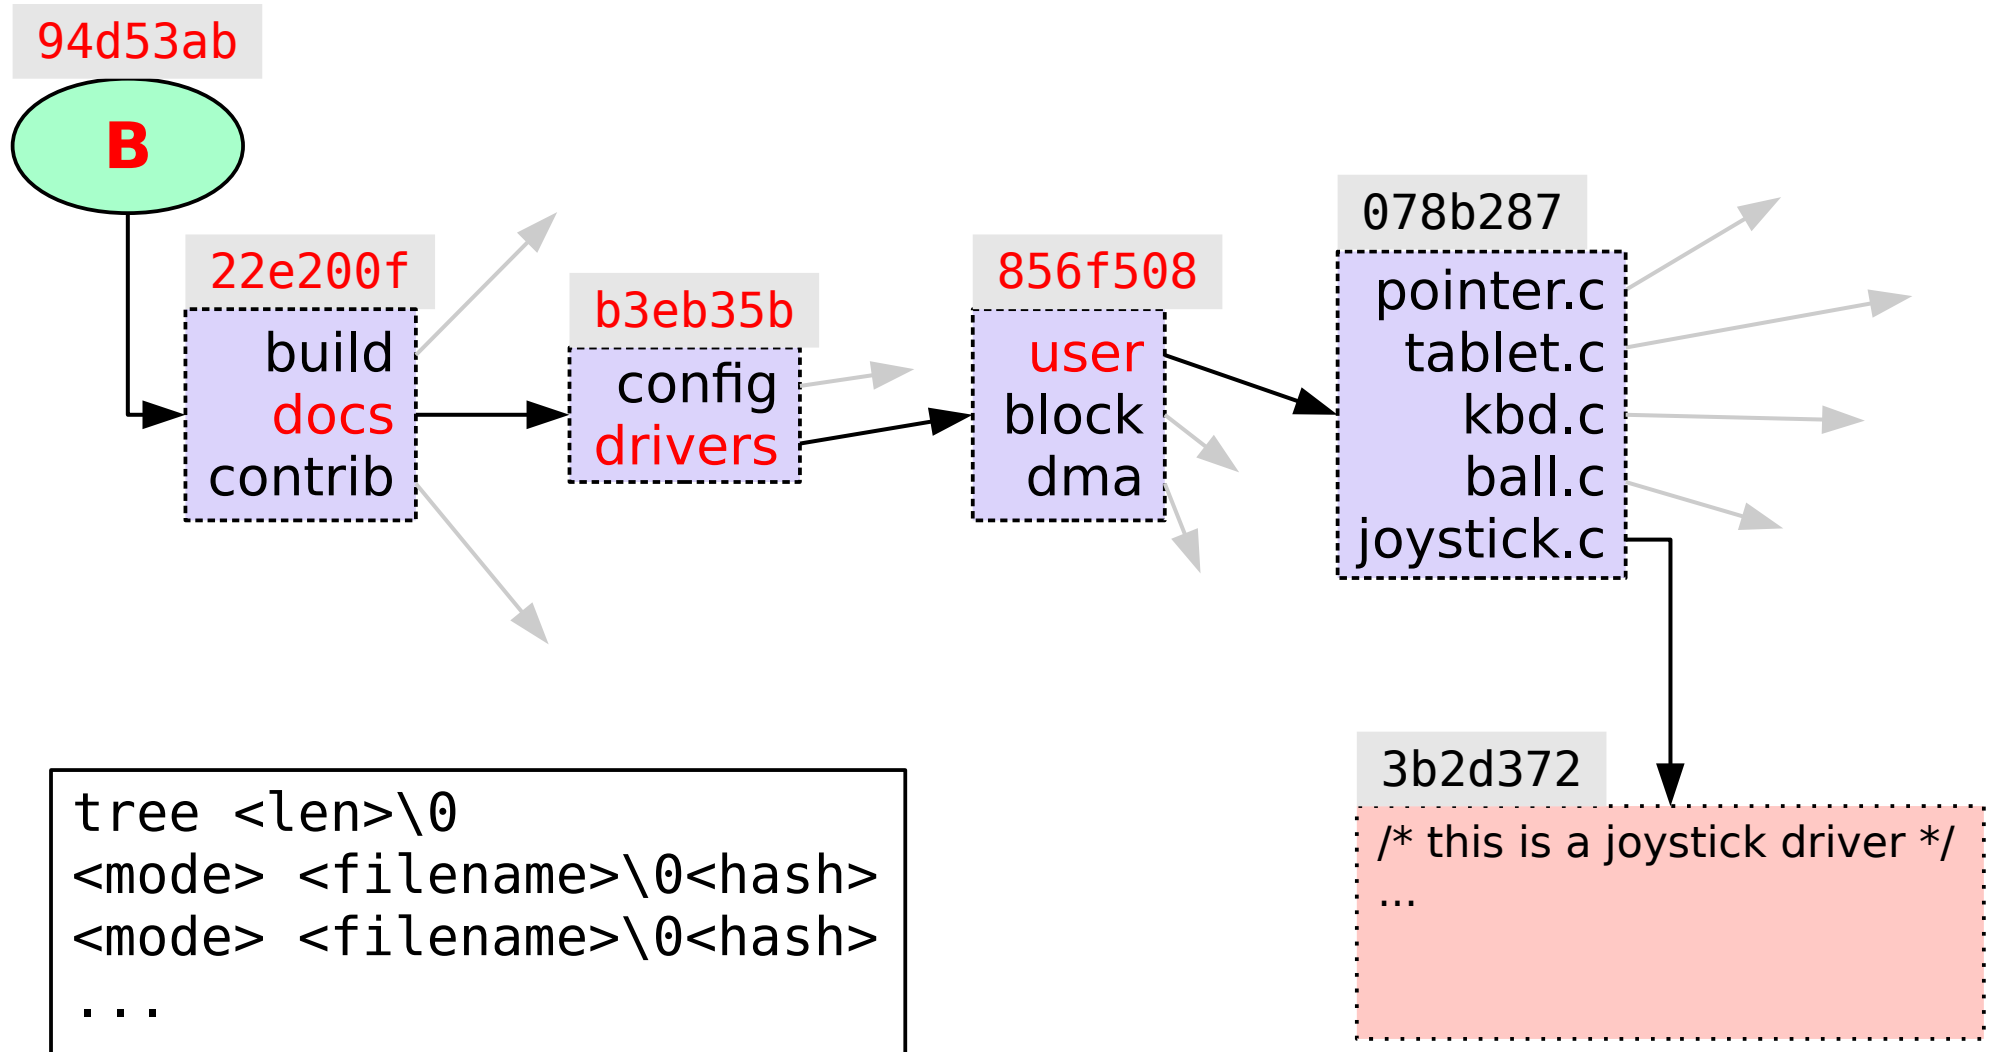 94d53ab
B
22e200f
build
docs
contrib
b3eb35b
config
drivers
856f508
user
block
dma
078b287
pointer.c
tablet.c
kbd.c
ball.c
joystick.c
3b2d372
/* this is a joystick driver */
...
tree <len>\0
<mode> <filename>\0<hash>
<mode> <filename>\0<hash>
...